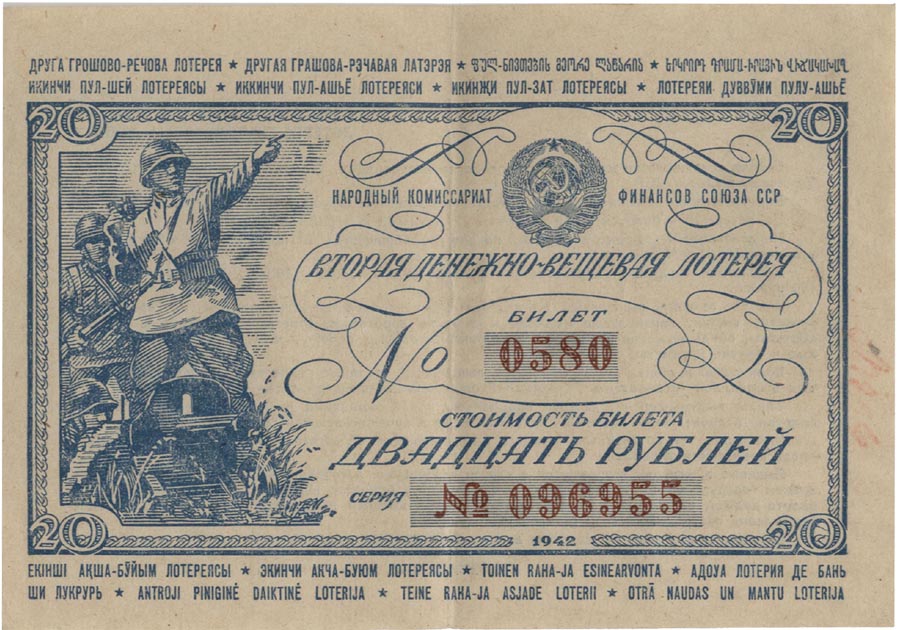 ДРУГА ГРОШОВО-РЕЧОВА ЛОТЕРЕЯ ★ ДРУГАЯ ГРАШОВА-РЭЧАВАЯ ЛАТЭРЭЯ ★ ★
ИКИНЧИ ПУЛ-ШЕЙ ЛОТЕРЕЯСЫ ★ ИККИНЧИ ПУЛ-АШЬЁ ЛОТЕРЕЯСИ ★ ИКИНҖИ ПУЛ-ЗАТ ЛОТЕРЕЯСЫ ★ ЛОТЕРЕЯИ ДУВВӮМИ ПУЛУ-АШЬЁ
20 20
НАРОДНЫЙ КОМИССАРИАТ ФИНАНСОВ СОЮЗА ССР
ВТОРАЯ ДЕНЕЖНО-ВЕЩЕВАЯ ЛОТЕРЕЯ
БИЛЕТ
№ 0580
СТОИМОСТЬ БИЛЕТА
ДВАДЦАТЬ РУБЛЕЙ
СЕРИЯ № 096955
20 1942 20
ЕКІНШІ АҚША-БҰЙЫМ ЛОТЕРЕЯСЫ ★ ЭКИНЧИ АКЧА-БУЮМ ЛОТЕРЕЯСЫ ★ TOINEN RAHA-JA ESINEARVONTA ★ АДОУА ЛОТЕРИЯ ДЕ БАНЬ
ШИ ЛУКРУРЬ ★ ANTROJI PINIGINĖ DAIKTINĖ LOTERIJA ★ TEINE RAHA-JA ASJADE LOTERII ★ OTRĀ NAUDAS UN MANTU LOTERIJA